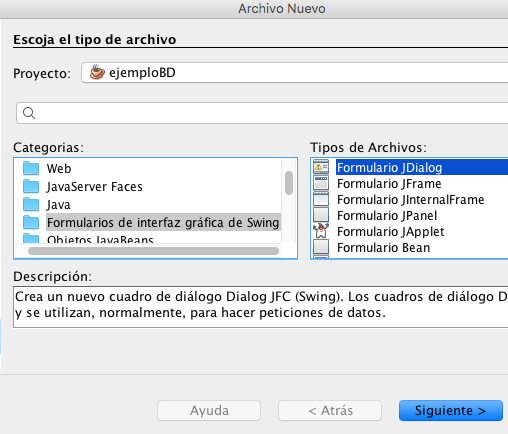 Archivo Nuevo
Escoja el tipo de archivo
Proyecto: ejemploBD
Categorias:
Web
JavaServer Faces
Java
Formularios de interfaz gráfica de Swing
Objetos JavaBeans
Tipos de Archivos:
Formulario JDialog
Formulario JFrame
Formulario JInternalFrame
Formulario JPanel
Formulario JApplet
Formulario Bean
Descripción:
Crea un nuevo cuadro de diálogo Dialog JFC (Swing). Los cuadros de diálogo D
y se utilizan, normalmente, para hacer peticiones de datos.
Ayuda
< Atrás
Siguiente >